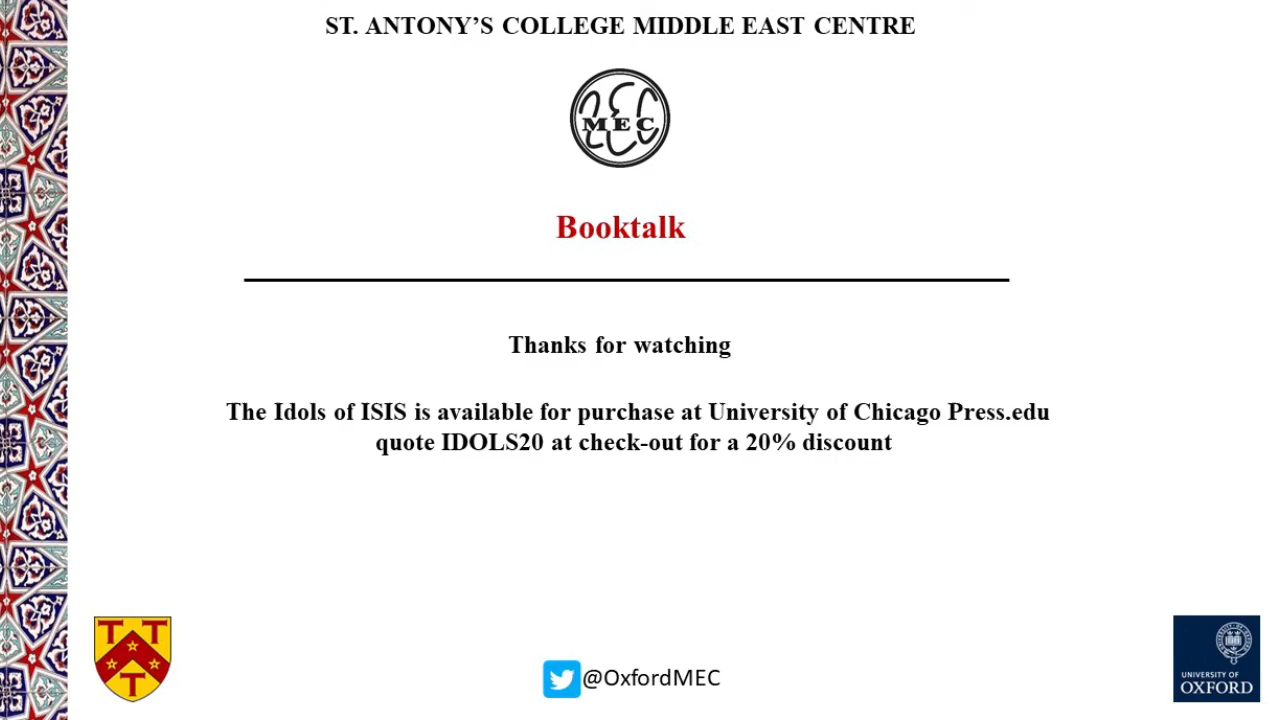 ST. ANTONY’S COLLEGE MIDDLE EAST CENTRE
MEC
Booktalk
Thanks for watching
The Idols of ISIS is available for purchase at University of Chicago Press.edu
quote IDOLS20 at check-out for a 20% discount
@OxfordMEC
UNIVERSITY OF
OXFORD